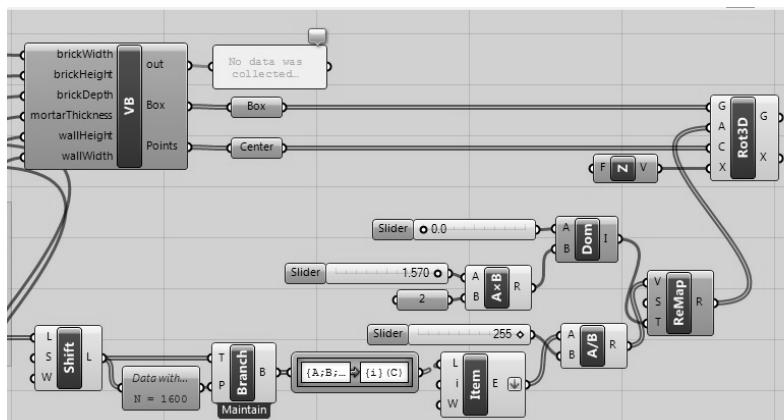 brickWidth
brickHeight
brickDepth
mortarThickness
wallHeight
wallWidth
VB
out
Box
Points
No data was
collected…
Box
Center
G
A
C
X
Rot3D
G
X
F
Z
V
Slider
0.0
A
B
Dom
I
Slider
1.570
2
A
B
A×B
R
Slider
255
A
B
A/B
R
V
S
T
ReMap
R
L
S
W
Shift
L
Data with…
N = 1600
T
P
Branch
B
Maintain
{A;B;…
{i}(C)
L
i
W
Item
E